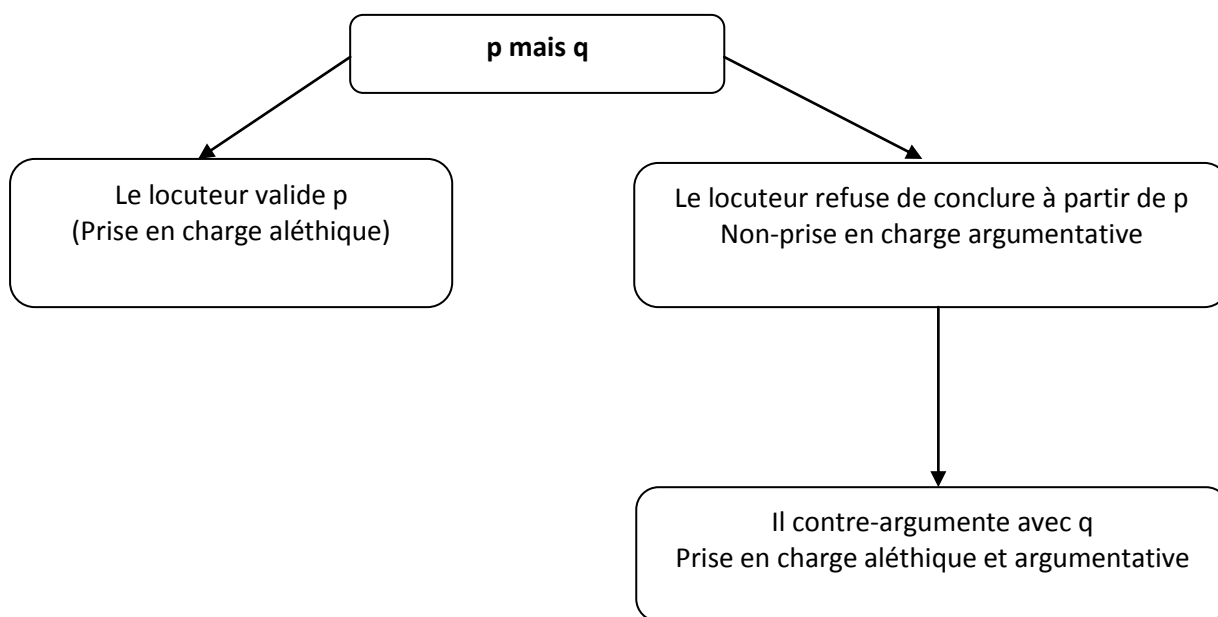 p mais q
Le locuteur valide p
(Prise en charge aléthique)
Le locuteur refuse de conclure à partir de p
Non-prise en charge argumentative
Il contre-argumente avec q
Prise en charge aléthique et argumentative